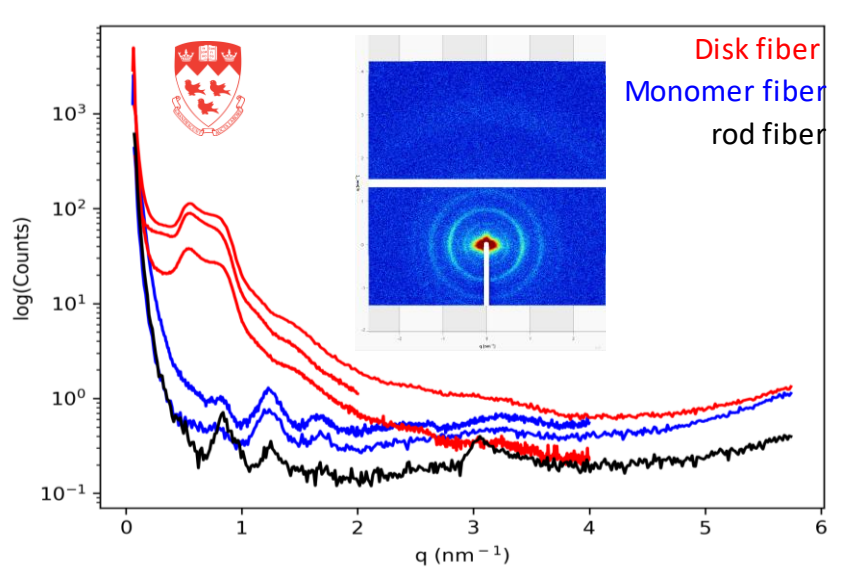 Disk fiber
Monomer fiber
rod fiber
log(Counts)
10³
10²
10¹
10⁰
10⁻¹
0 1 2 3 4 5 6
q (nm⁻¹)